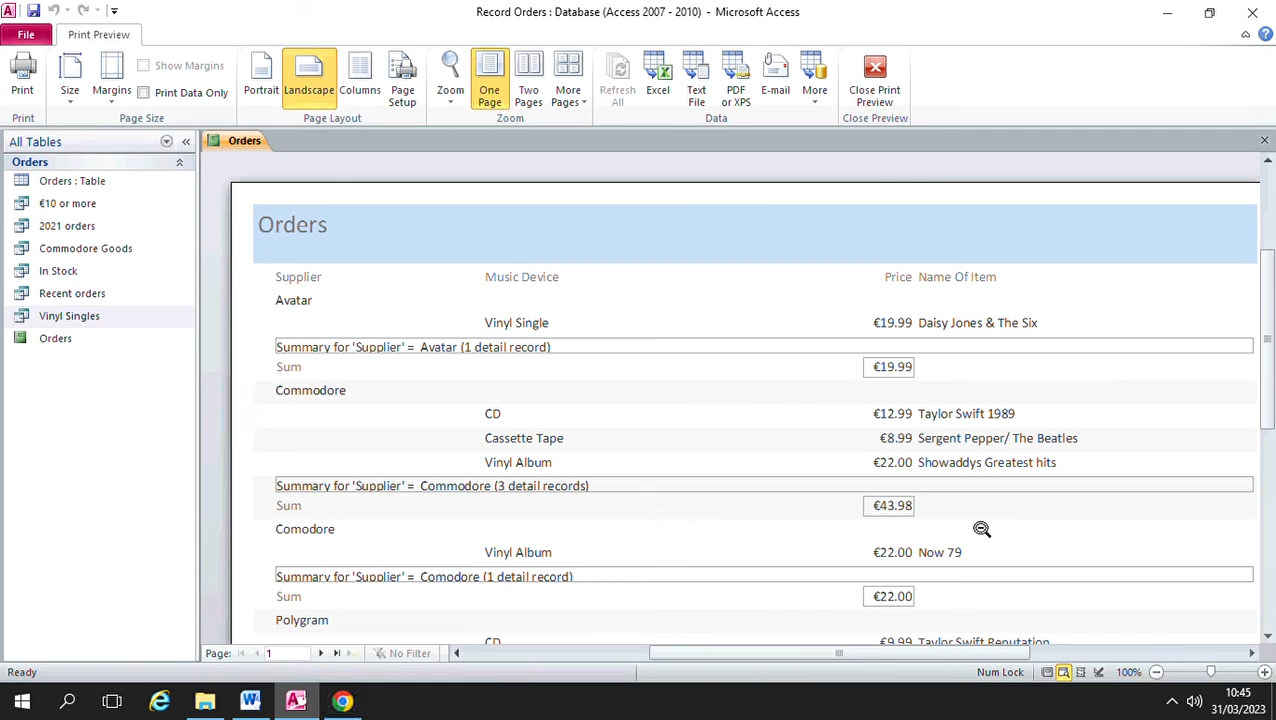 Record Orders : Database (Access 2007 - 2010) - Microsoft Access
File Print Preview
Print
Size
Margins
Show Margins
Print Data Only
Portrait
Landscape
Columns
Page Setup
Zoom
One Page
Two Pages
More Pages
Refresh All
Excel
Text File
PDF or XPS
E-mail
More
Close Print Preview
Print Page Size Page Layout Zoom Data Close Preview
All Tables
Orders
Orders : Table
€10 or more
2021 orders
Commodore Goods
In Stock
Recent orders
Vinyl Singles
Orders
Orders
Orders
Supplier Music Device Price Name Of Item
Avatar
Vinyl Single €19.99 Daisy Jones & The Six
Summary for 'Supplier' = Avatar (1 detail record)
Sum €19.99
Commodore
CD €12.99 Taylor Swift 1989
Cassette Tape €8.99 Sergent Pepper/ The Beatles
Vinyl Album €22.00 Showaddys Greatest hits
Summary for 'Supplier' = Commodore (3 detail records)
Sum €43.98
Comodore
Vinyl Album €22.00 Now 79
Summary for 'Supplier' = Comodore (1 detail record)
Sum €22.00
Polygram
CD €9.99 Taylor Swift Reputation
Page: 1 No Filter
Ready Num Lock 100%
10:45
31/03/2023